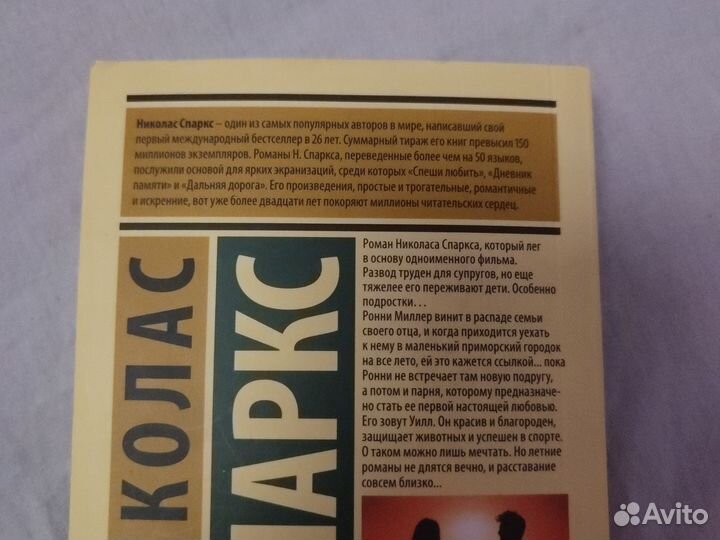 Николас Спаркс – один из самых популярных авторов в мире, написавший свой
первый международный бестселлер в 26 лет. Суммарный тираж его книг превысил 150
миллионов экземпляров. Романы Н. Спаркса, переведенные более чем на 50 языков,
послужили основой для ярких экранизаций, среди которых «Спеши любить», «Дневник
памяти» и «Дальняя дорога». Его произведения, простые и трогательные, романтичные
и искренние, вот уже более двадцати лет покоряют миллионы читательских сердец.
КОЛАС
ПАРКС
Роман Николаса Спаркса, который лег
в основу одноименного фильма.
Развод труден для супругов, но еще
тяжелее его переживают дети. Особенно
подростки…
Ронни Миллер винит в распаде семьи
своего отца, и когда приходится уехать
к нему в маленький приморский городок
на все лето, ей это кажется ссылкой... пока
Ронни не встречает там новую подругу,
а потом и парня, которому предназначе-
но стать ее первой настоящей любовью.
Его зовут Уилл. Он красив и благороден,
защищает животных и успешен в спорте.
О таком можно лишь мечтать. Но летние
романы не длятся вечно, и расставание
совсем близко...
Avito